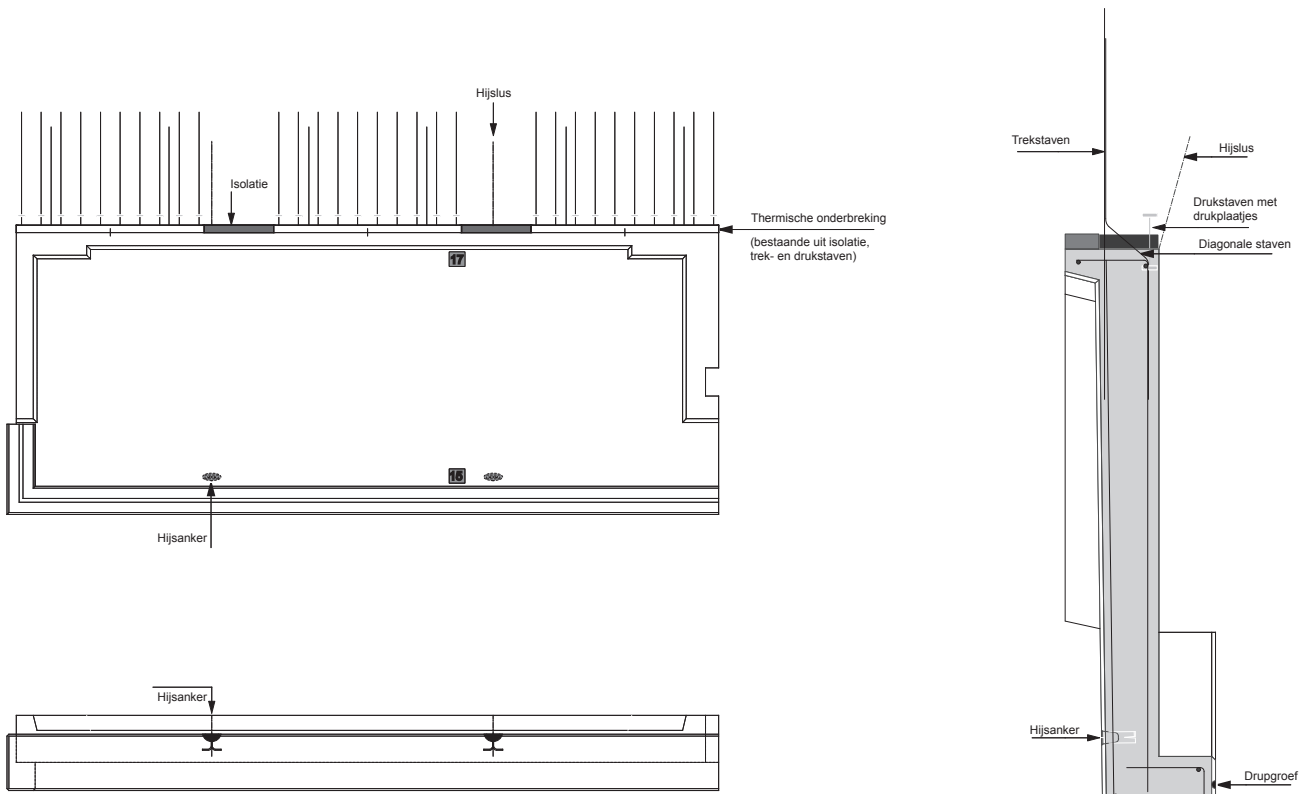 Hijslus
Isolatie
Thermische onderbreking
(bestaande uit isolatie,
trek- en drukstaven)
17
15
Hijsanker
Hijsanker
Trekstaven
Hijslus
Drukstaven met
drukplaatjes
Diagonale staven
Hijsanker
Drupgroef